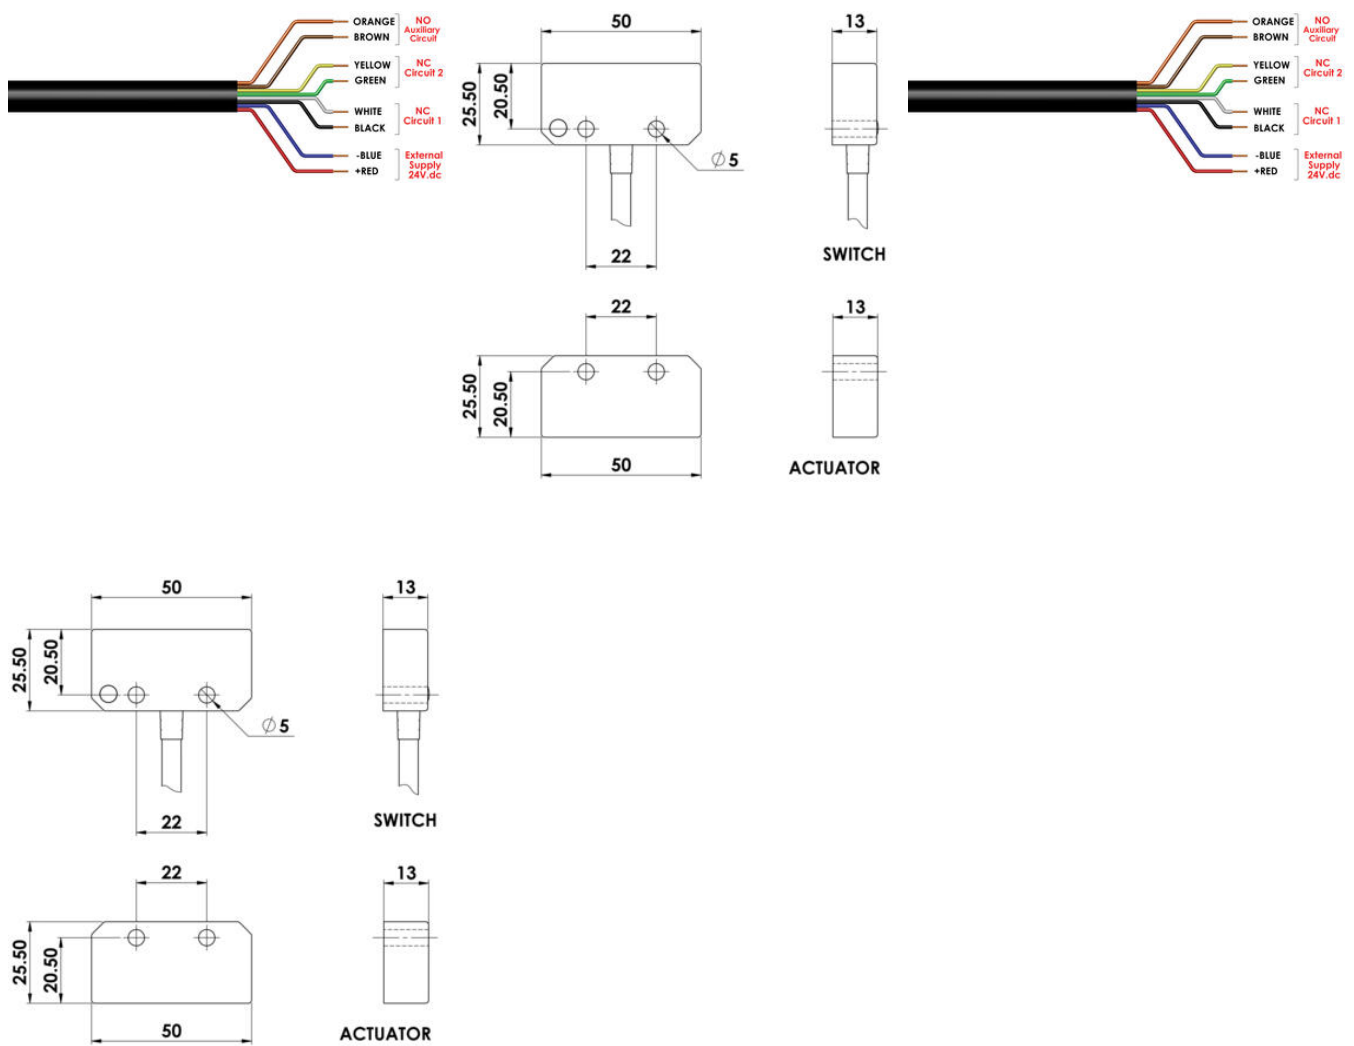 ORANGE
BROWN
NO
Auxiliary
Circuit
YELLOW
GREEN
NC
Circuit 2
WHITE
BLACK
NC
Circuit 1
-BLUE
+RED
External
Supply
24V.dc
50
13
25.50
20.50
Ø 5
22
SWITCH
22
13
25.50
20.50
50
ACTUATOR
ORANGE
BROWN
NO
Auxiliary
Circuit
YELLOW
GREEN
NC
Circuit 2
WHITE
BLACK
NC
Circuit 1
-BLUE
+RED
External
Supply
24V.dc
50
13
25.50
20.50
Ø 5
22
SWITCH
22
13
25.50
20.50
50
ACTUATOR